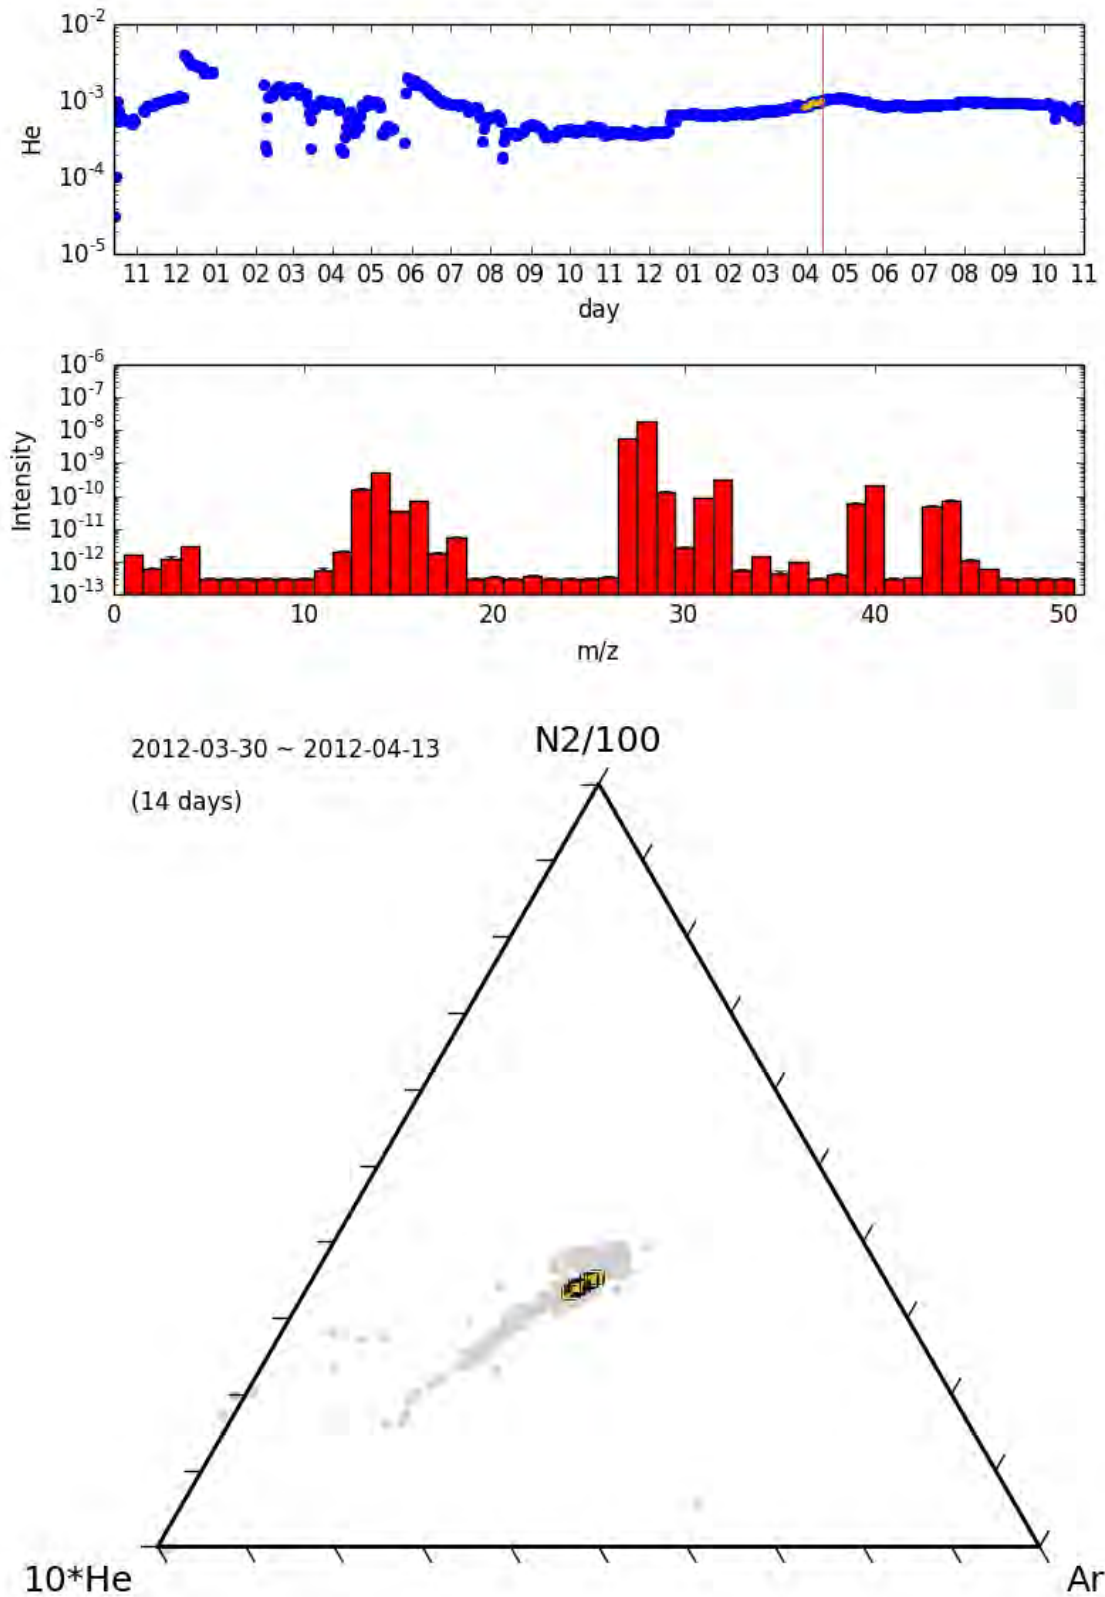 10^-2
10^-3
10^-4
10^-5
He
11 12 01 02 03 04 05 06 07 08 09 10 11 12 01 02 03 04 05 06 07 08 09 10 11
day
10^-6
10^-7
10^-8
10^-9
10^-10
10^-11
10^-12
10^-13
Intensity
0 10 20 30 40 50
m/z
2012-03-30 ~ 2012-04-13
N2/100
(14 days)
10*He
Ar